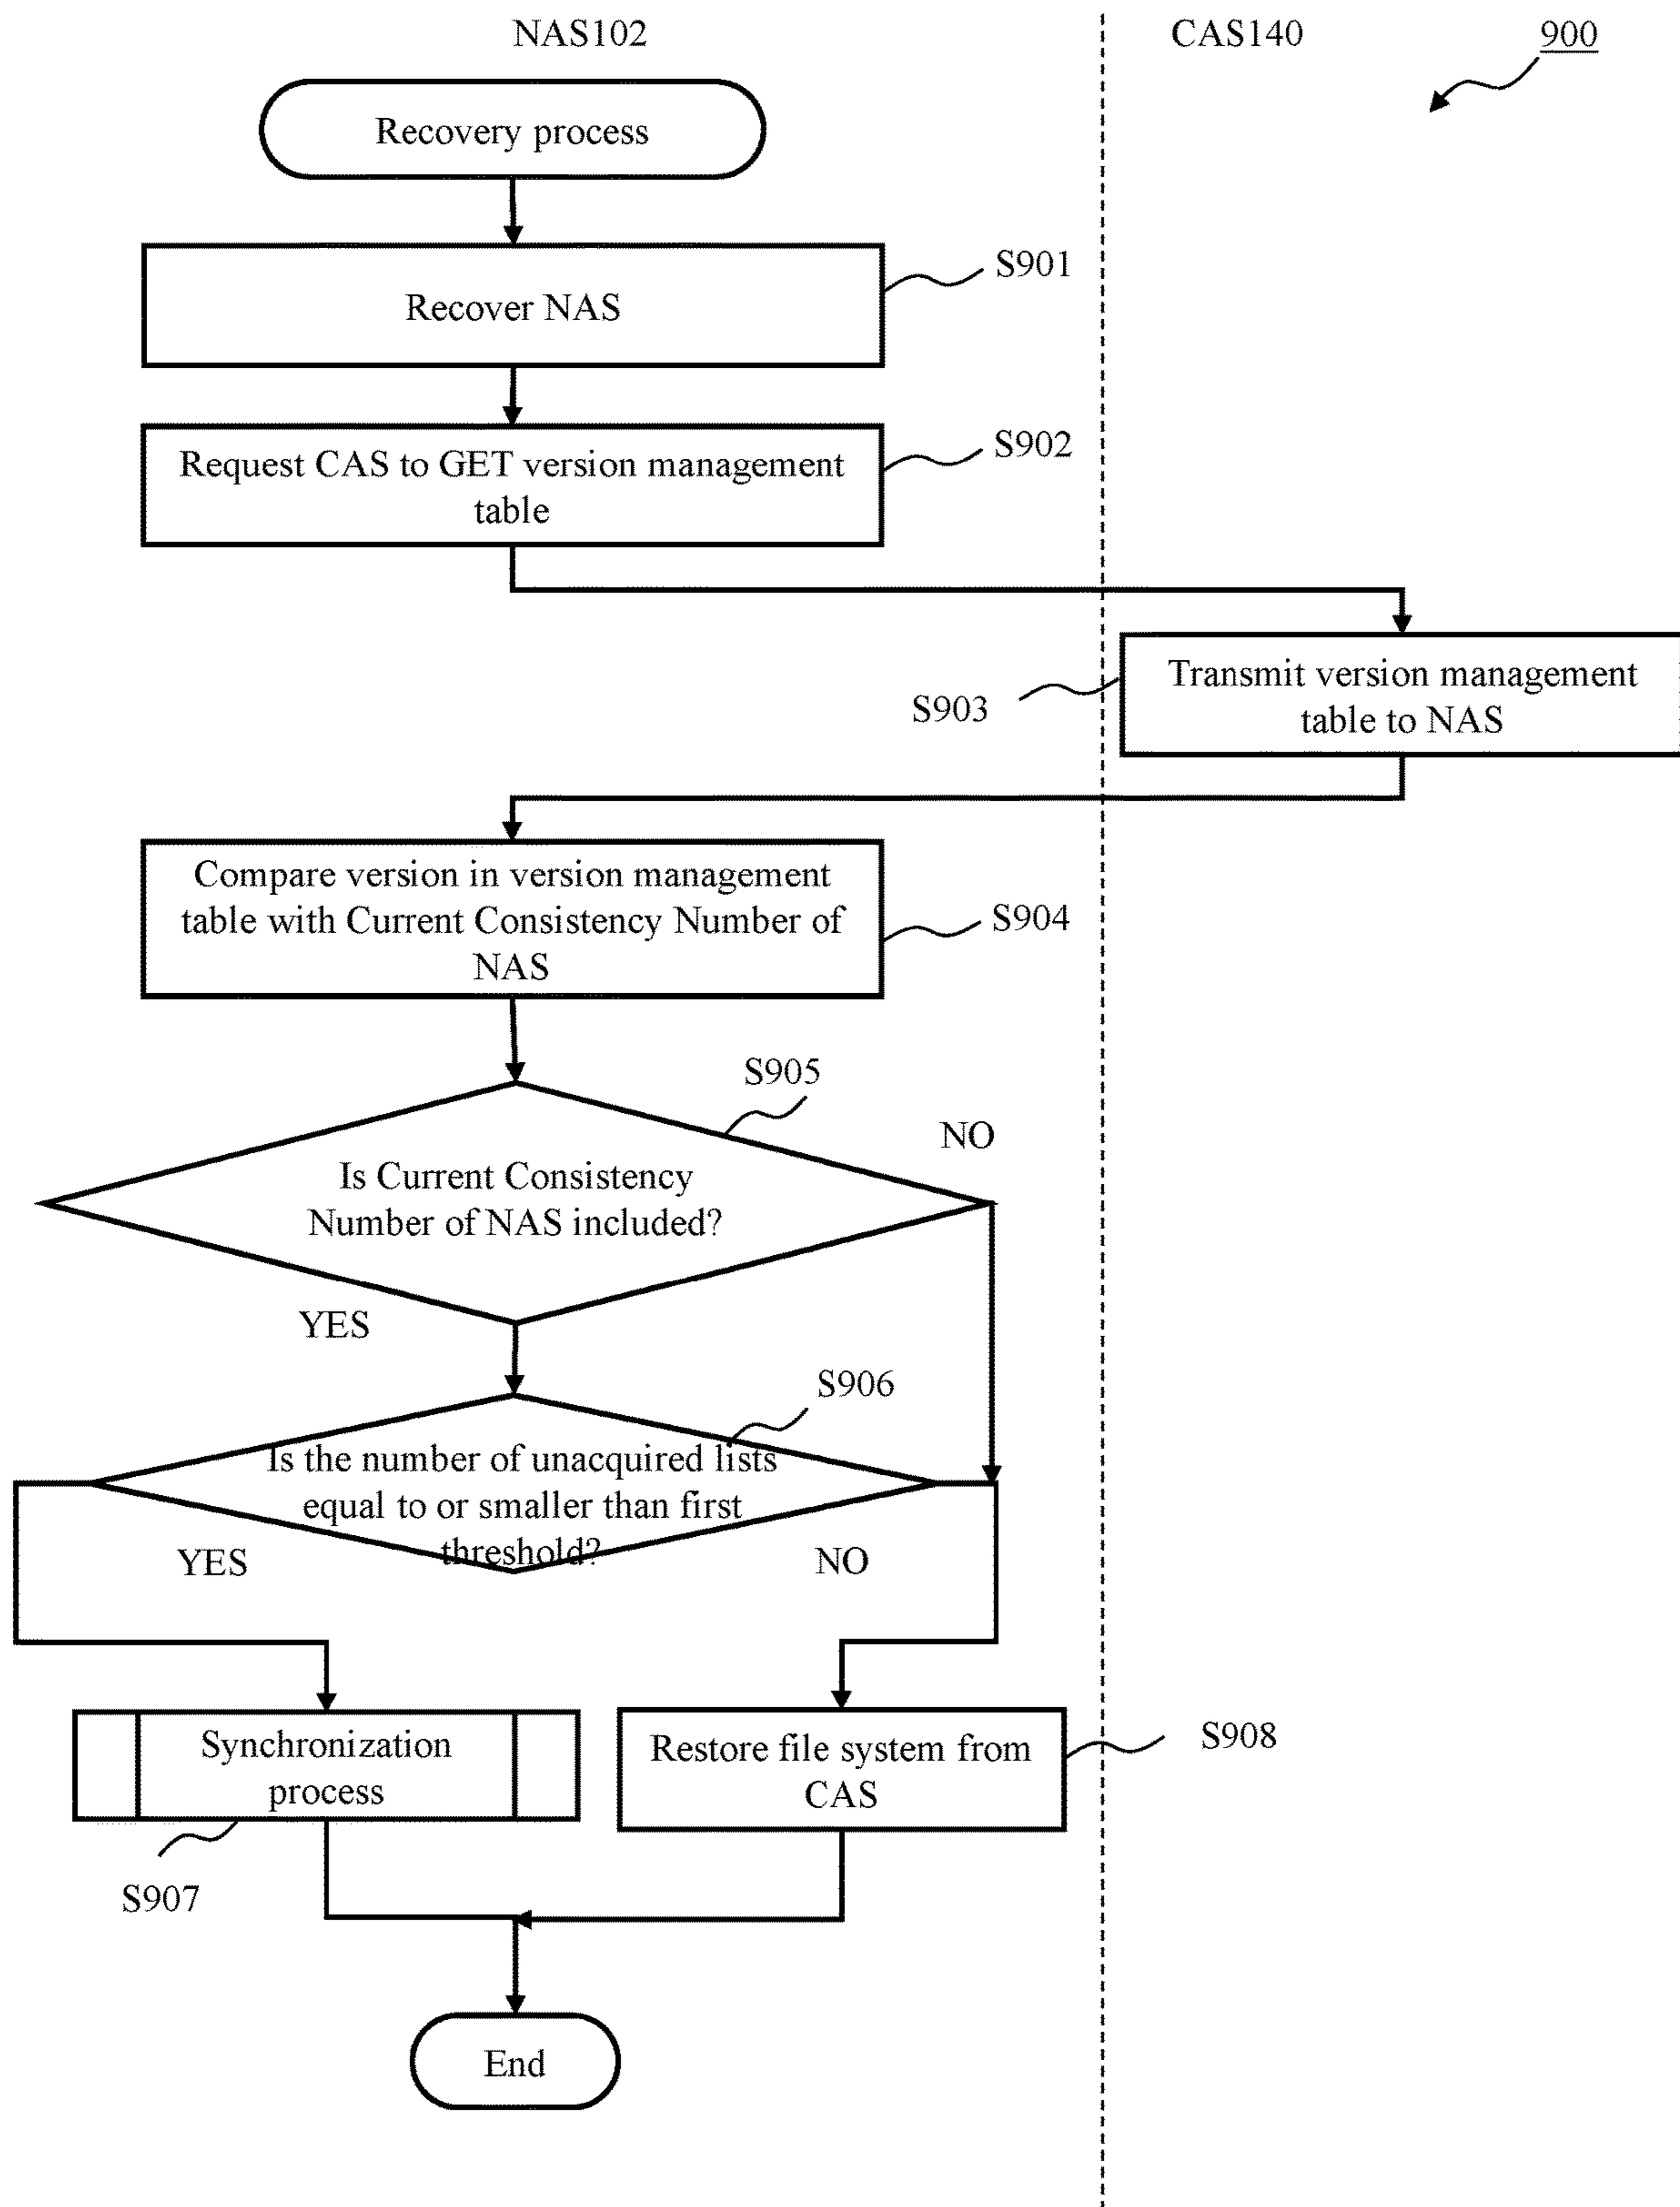 NAS102
CAS140
900
Recovery process
S901
Recover NAS
S902
Request CAS to GET version management
table
S903
Transmit version management
table to NAS
Compare version in version management
table with Current Consistency Number of
NAS
S904
S905
NO
Is Current Consistency
Number of NAS included?
YES
S906
Is the number of unacquired lists
equal to or smaller than first
threshold?
YES
NO
Synchronization
process
Restore file system from
CAS
S908
S907
End